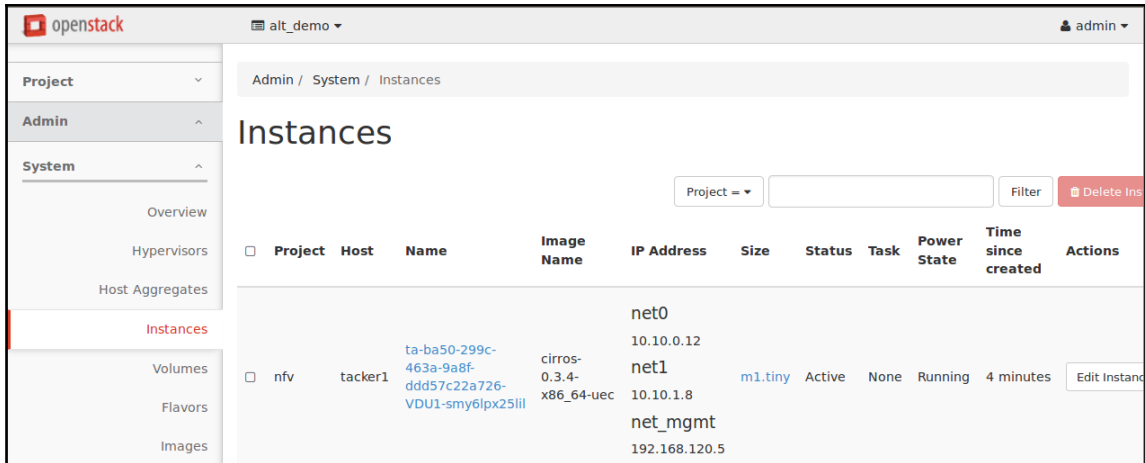 openstack
alt_demo
admin
Project
Admin
System
Overview
Hypervisors
Host Aggregates
Instances
Volumes
Flavors
Images
Admin / System / Instances
Instances
Project =
Filter
Delete Ins
Project Host Name Image Name IP Address Size Status Task Power State Time since created Actions
nfv
tacker1
ta-ba50-299c-
463a-9a8f-
ddd57c22a726-
VDU1-smy6lpx25lil
cirros-
0.3.4-
x86_64-uec
net0
10.10.0.12
net1
10.10.1.8
net_mgmt
192.168.120.5
m1.tiny
Active
None
Running
4 minutes
Edit Instanc